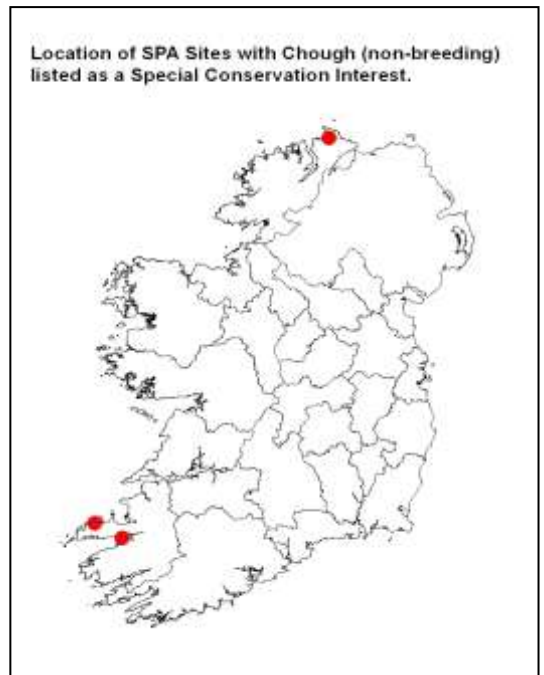 Location of SPA Sites with Chough (non-breeding)
listed as a Special Conservation Interest.